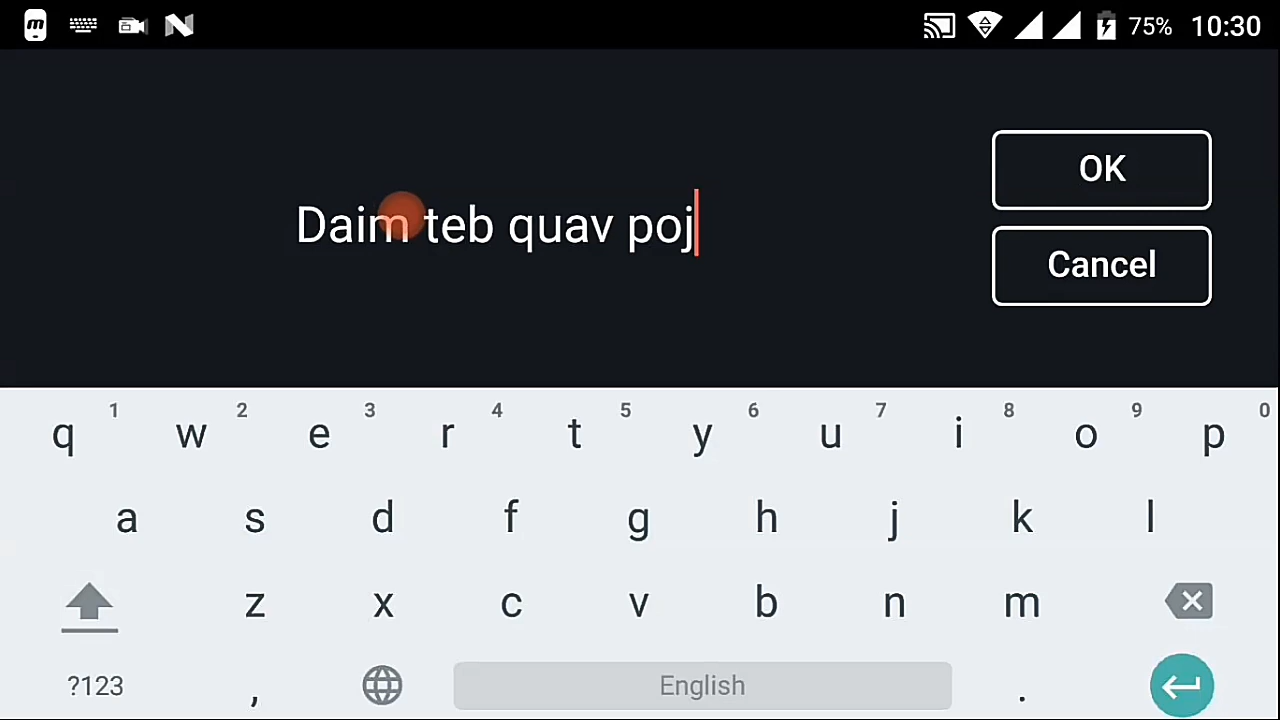 75% 10:30
OK
Daim teb quav poj
Cancel
1 2 3 4 5 6 7 8 9 0
q w e r t y u i o p
a s d f g h j k l
z x c v b n m
?123 , English .